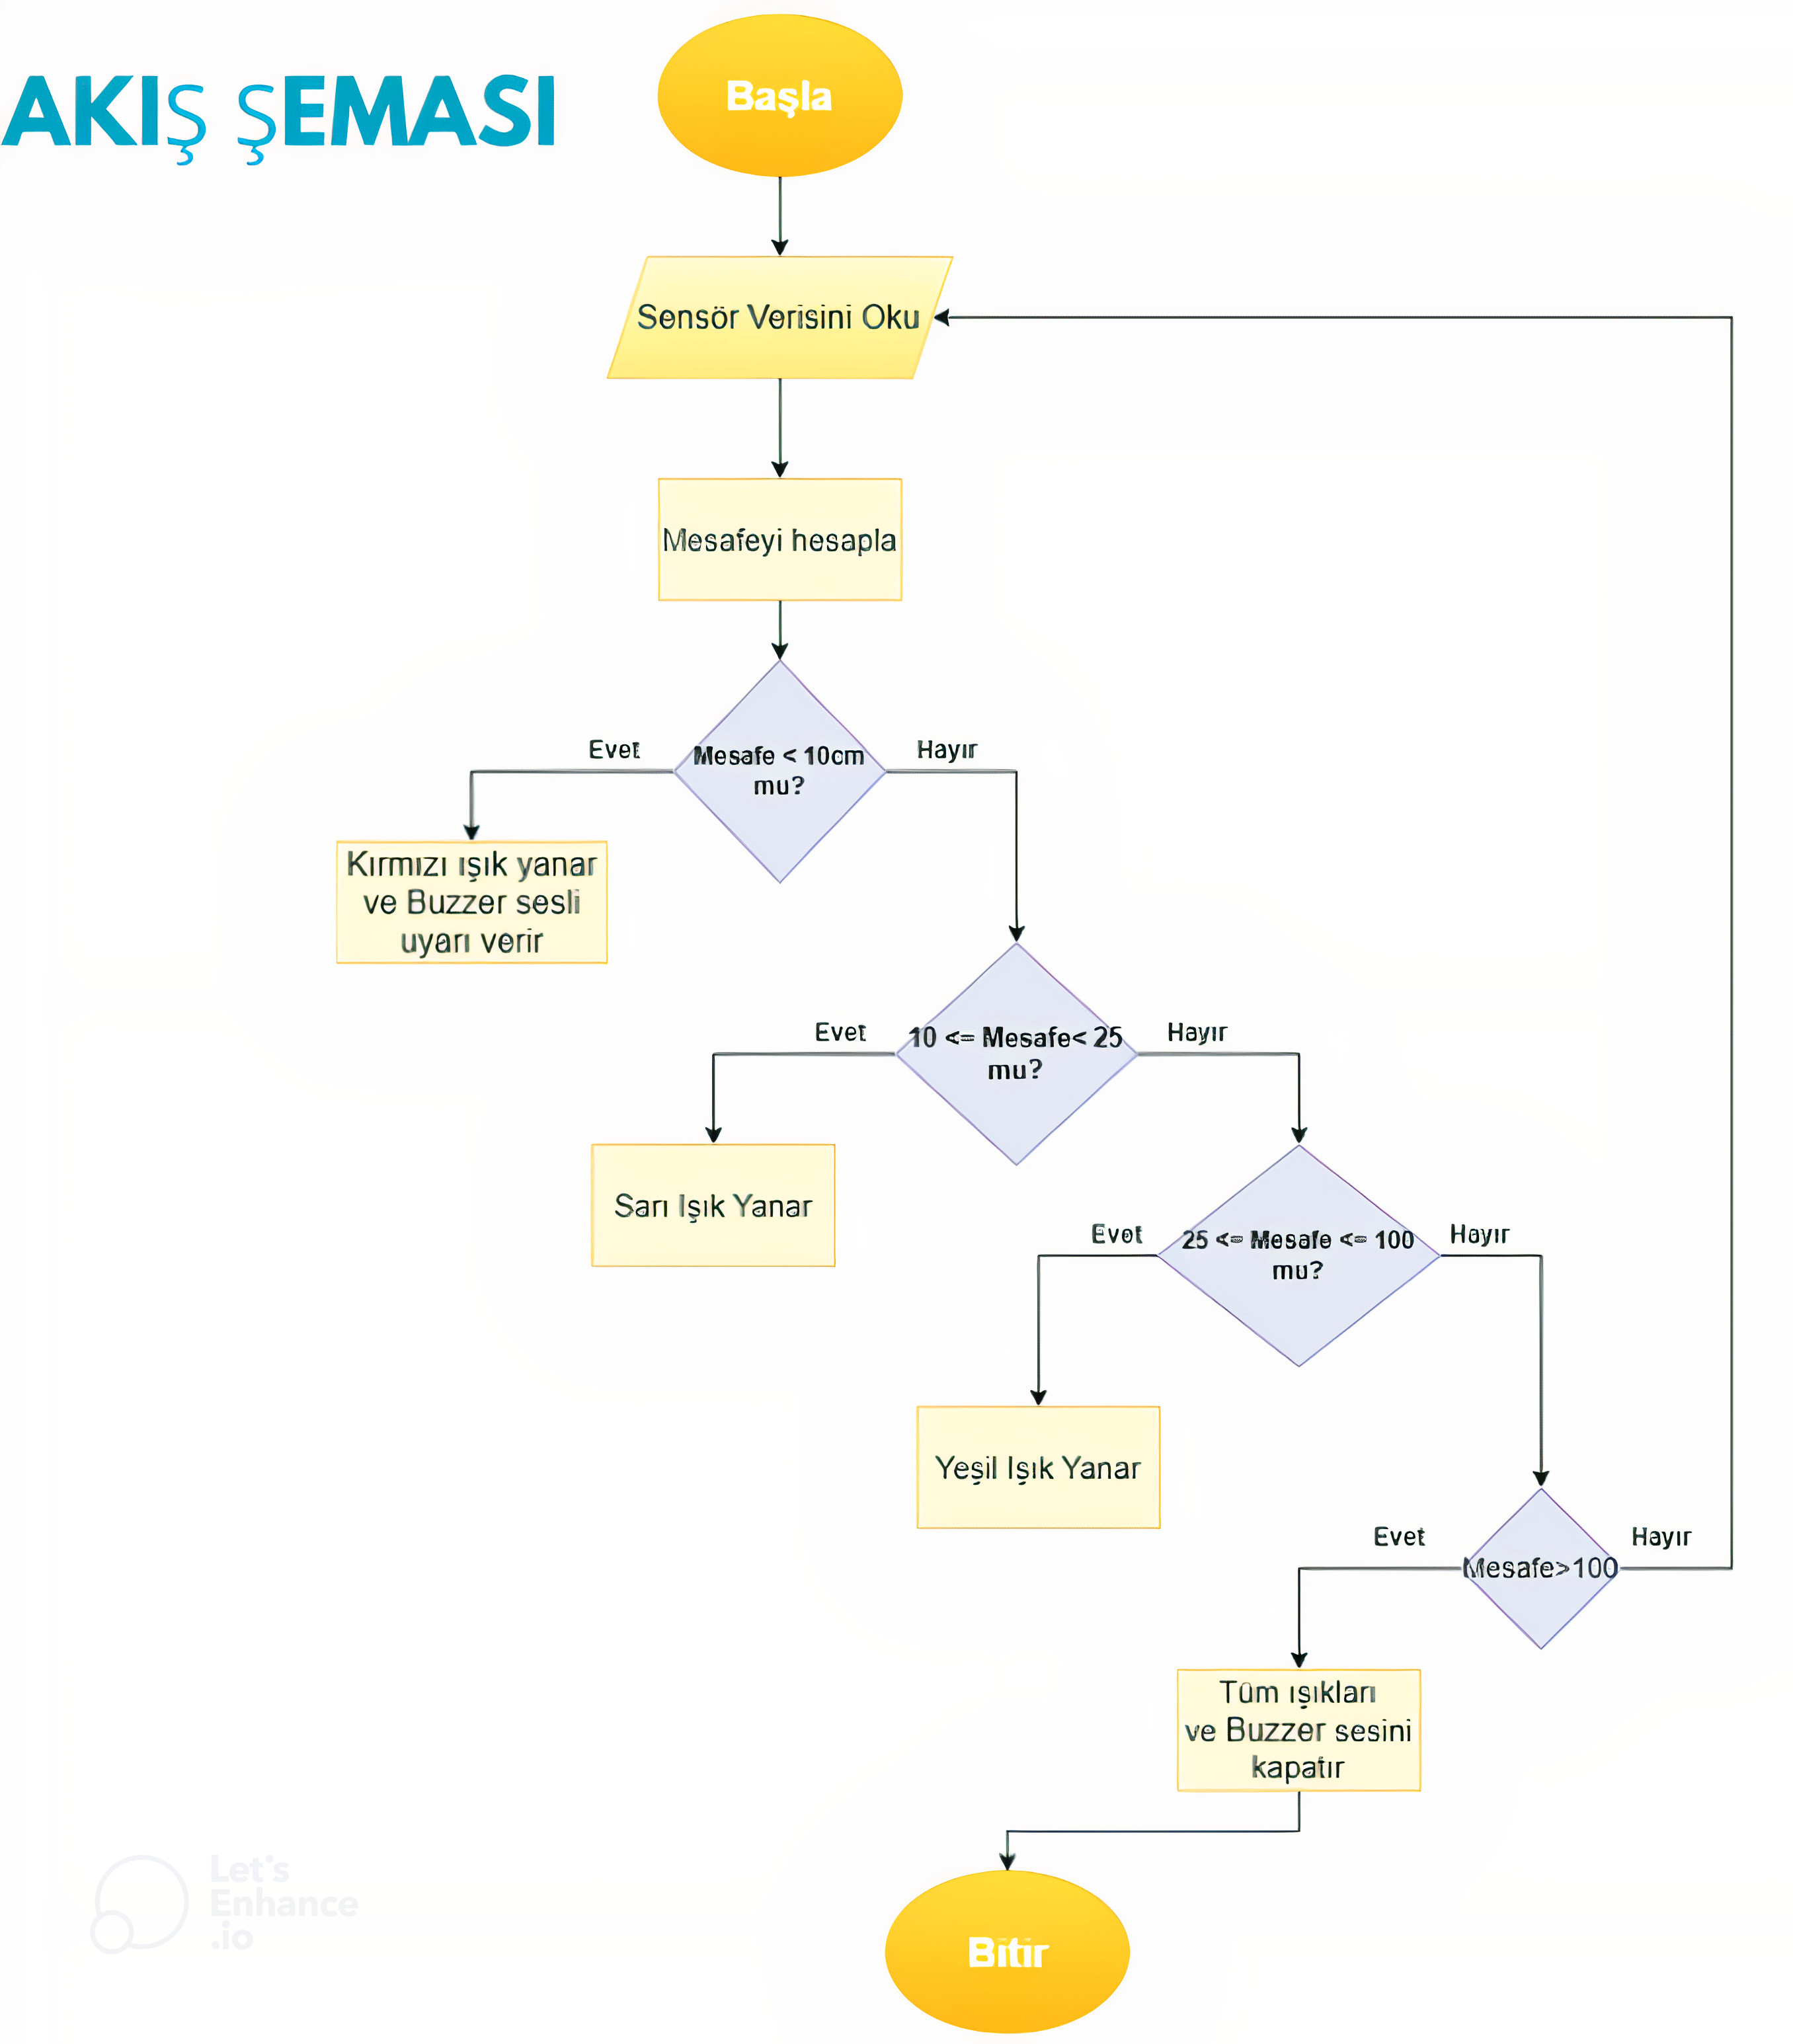 AKIŞ ŞEMASI
Başla
Sensör Verisini Oku
Mesafeyi hesapla
Evet
Mesafe < 10cm
mu?
Hayır
Kırmızı ışık yanar
ve Buzzer sesli
uyarı verir
Evet
10 <= Mesafe< 25
mu?
Hayır
Sarı Işık Yanar
Evet
25 <= Mesafe <= 100
mu?
Hayır
Yeşil Işık Yanar
Evet
Mesafe>100
Hayır
Tüm ışıkları
ve Buzzer sesini
kapatır
Bitir
Let's
Enhance
.io